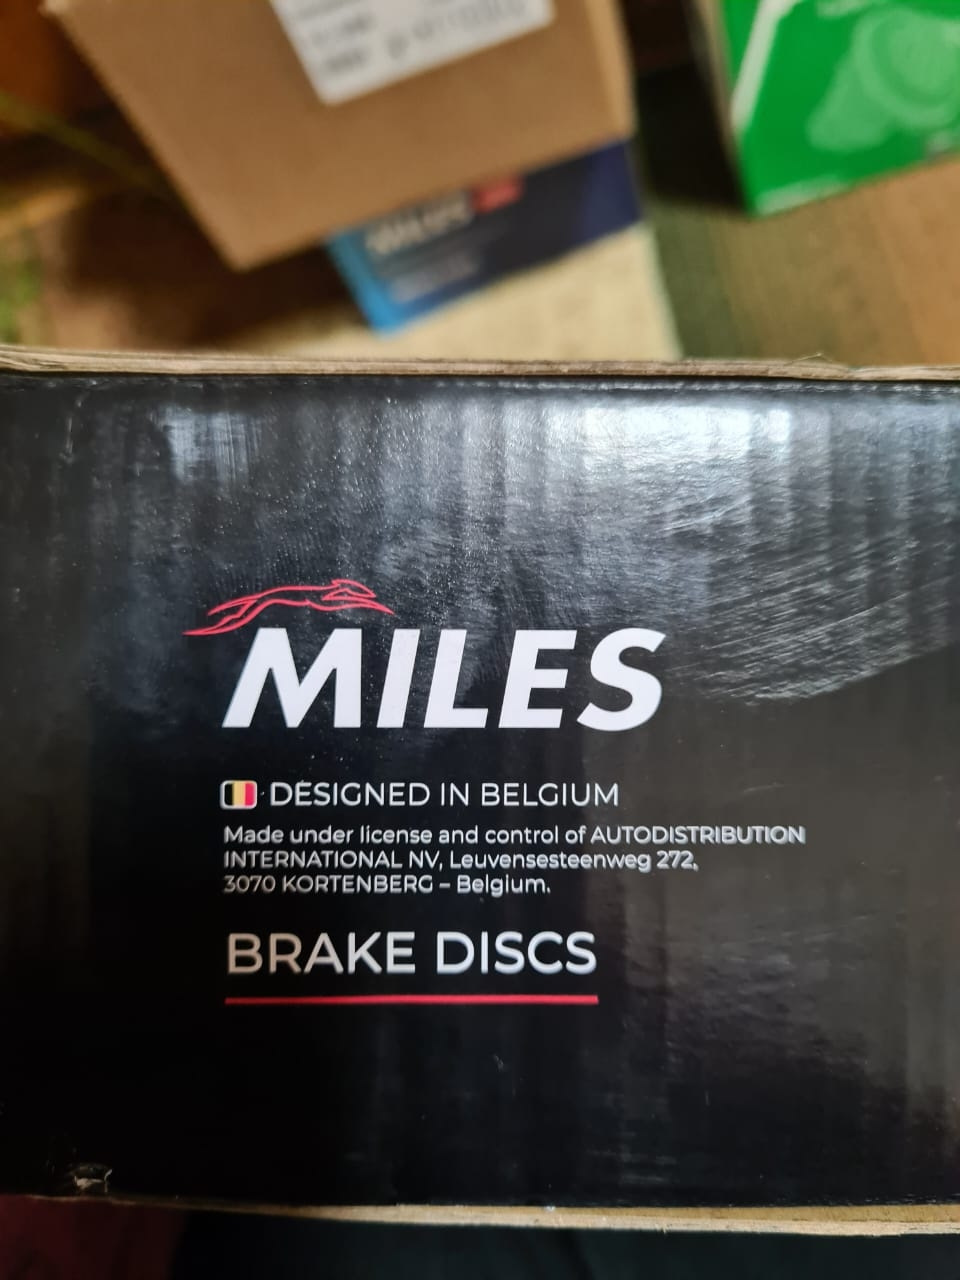 MILES
MILES
DESIGNED IN BELGIUM
Made under license and control of AUTODISTRIBUTION
INTERNATIONAL NV, Leuvensesteenweg 272,
3070 KORTENBERG – Belgium.
BRAKE DISCS